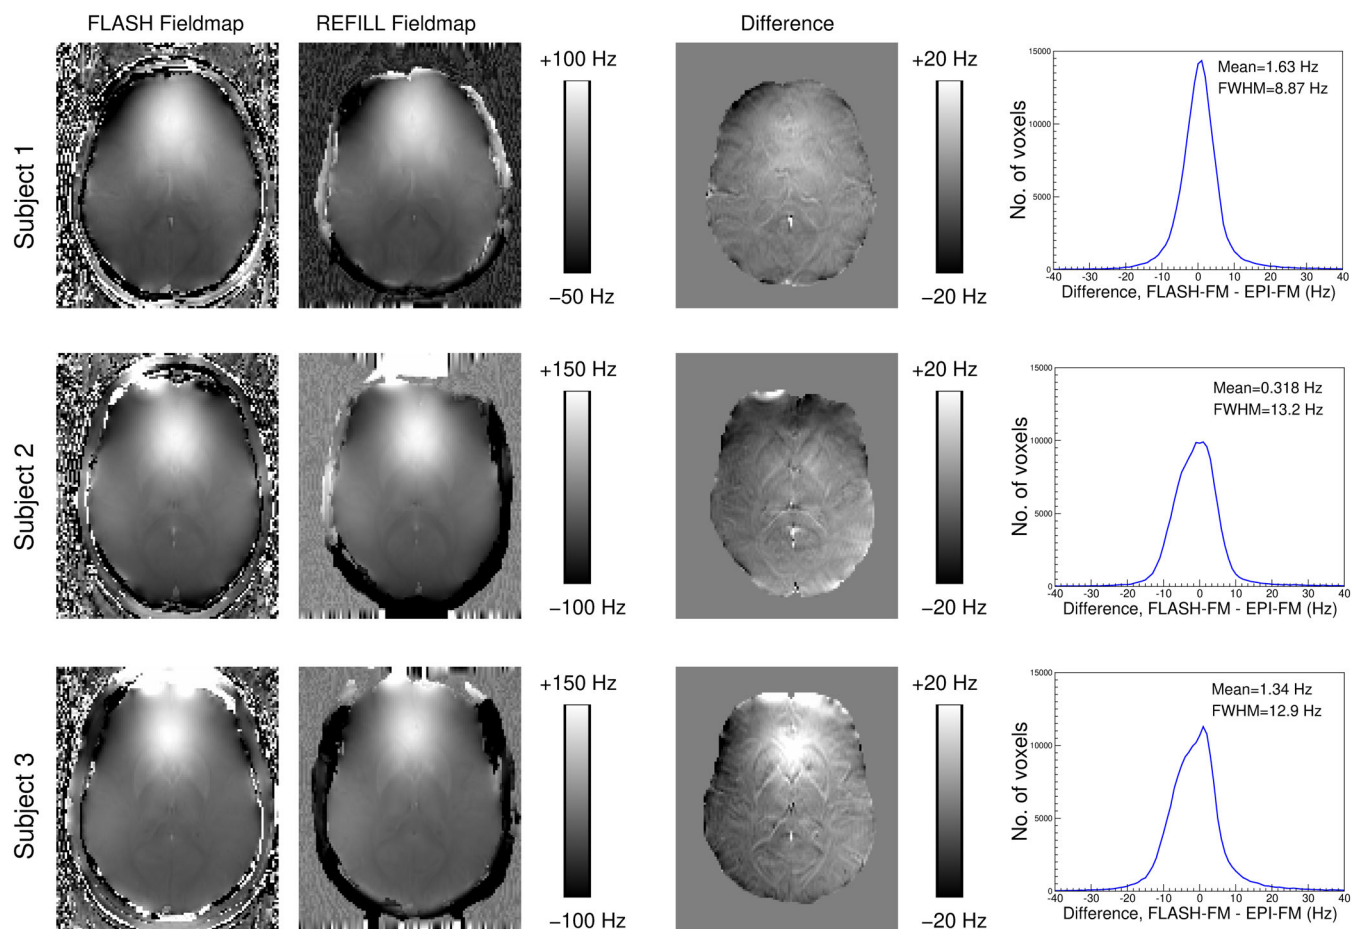 FLASH Fieldmap
REFILL Fieldmap
Difference
Subject 1
+100 Hz
−50 Hz
+20 Hz
−20 Hz
No. of voxels
15000
10000
5000
0
Mean=1.63 Hz
FWHM=8.87 Hz
-40 -30 -20 -10 0 10 20 30 40
Difference, FLASH-FM - EPI-FM (Hz)
Subject 2
+150 Hz
−100 Hz
+20 Hz
−20 Hz
No. of voxels
15000
10000
5000
0
Mean=0.318 Hz
FWHM=13.2 Hz
-40 -30 -20 -10 0 10 20 30 40
Difference, FLASH-FM - EPI-FM (Hz)
Subject 3
+150 Hz
−100 Hz
+20 Hz
−20 Hz
No. of voxels
15000
10000
5000
0
Mean=1.34 Hz
FWHM=12.9 Hz
-40 -30 -20 -10 0 10 20 30 40
Difference, FLASH-FM - EPI-FM (Hz)